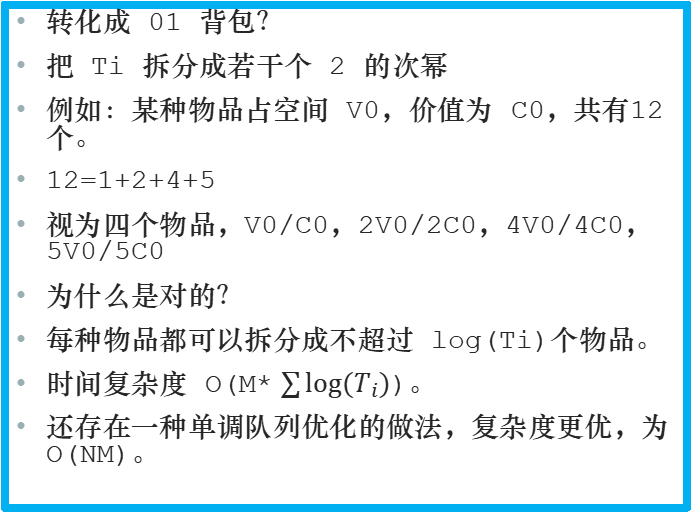 • 转化成 01 背包？
• 把 Ti 拆分成若干个 2 的次幂
• 例如：某种物品占空间 V0，价值为 C0，共有12
个。
• 12=1+2+4+5
• 视为四个物品，V0/C0，2V0/2C0，4V0/4C0，
5V0/5C0
• 为什么是对的？
• 每种物品都可以拆分成不超过 log(Ti)个物品。
• 时间复杂度 O(M* ∑log(Tᵢ))。
• 还存在一种单调队列优化的做法，复杂度更优，为
O(NM)。